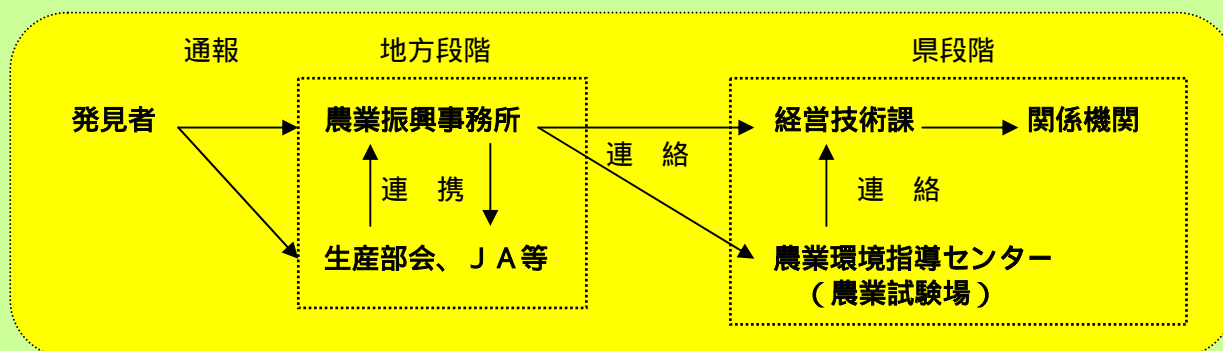 通報
地方段階
県段階
発見者
農業振興事務所
経営技術課
関係機関
連　絡
連　携
連　絡
生産部会、ＪＡ等
農業環境指導センター
（農業試験場）